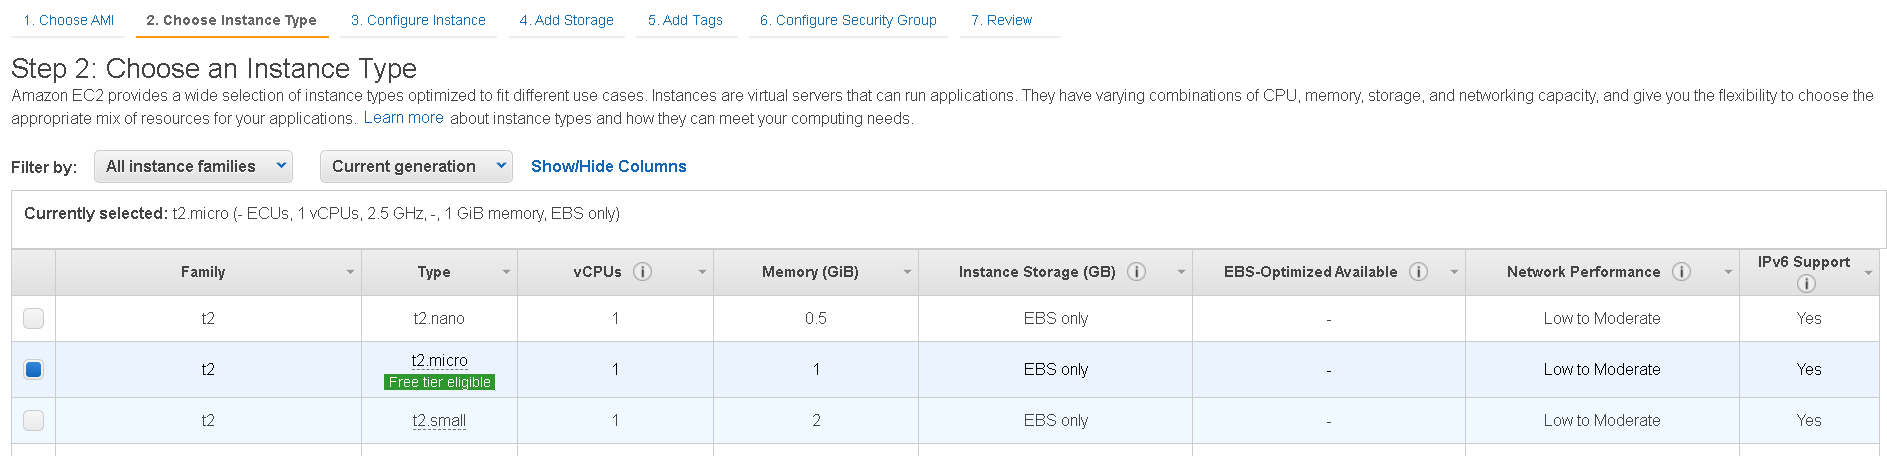 1. Choose AMI 2. Choose Instance Type 3. Configure Instance 4. Add Storage 5. Add Tags 6. Configure Security Group 7. Review
Step 2: Choose an Instance Type
Amazon EC2 provides a wide selection of instance types optimized to fit different use cases. Instances are virtual servers that can run applications. They have varying combinations of CPU, memory, storage, and networking capacity, and give you the flexibility to choose the
appropriate mix of resources for your applications. Learn more about instance types and how they can meet your computing needs.
Filter by: All instance families Current generation Show/Hide Columns
Currently selected: t2.micro (- ECUs, 1 vCPUs, 2.5 GHz, -, 1 GiB memory, EBS only)
Family Type vCPUs i Memory (GiB) Instance Storage (GB) i EBS-Optimized Available i Network Performance i IPv6 Support i
t2 t2.nano 1 0.5 EBS only - Low to Moderate Yes
t2 t2.micro 1 1 EBS only - Low to Moderate Yes
Free tier eligible
t2 t2.small 1 2 EBS only - Low to Moderate Yes